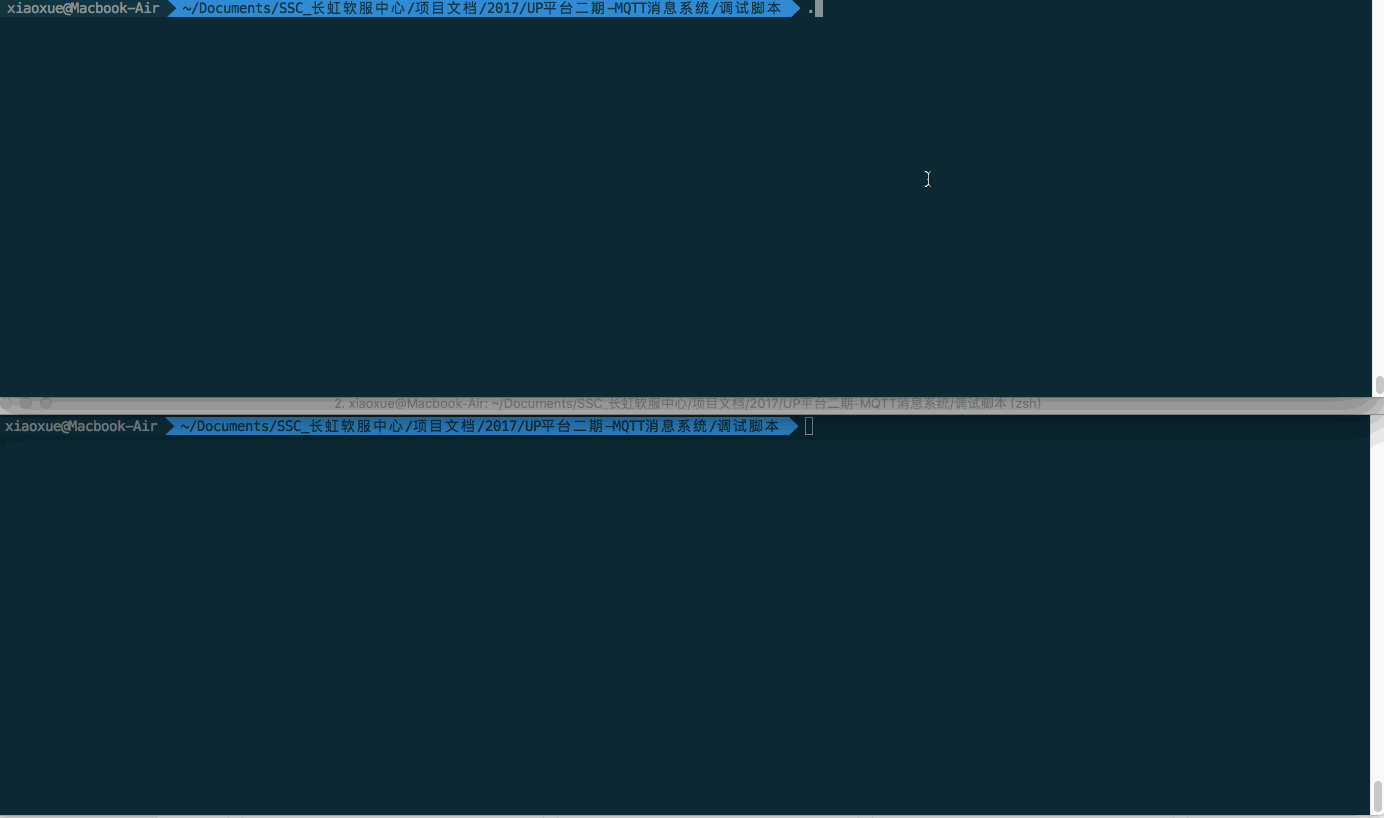 xiaoxue@Macbook-Air ~/Documents/SSC_长虹软服中心/项目文档/2017/UP平台二期-MQTT消息系统/调试脚本 .
2. xiaoxue@Macbook-Air: ~/Documents/SSC_长虹软服中心/项目文档/2017/UP平台二期-MQTT消息系统/调试脚本 (zsh)
xiaoxue@Macbook-Air ~/Documents/SSC_长虹软服中心/项目文档/2017/UP平台二期-MQTT消息系统/调试脚本